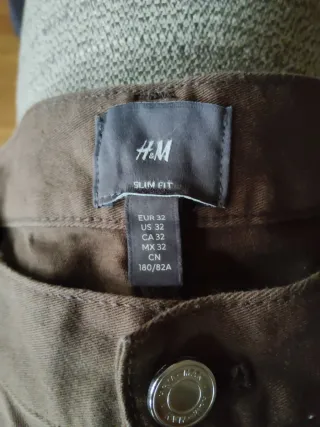 H&M
SLIM FIT
EUR 32
US 32
CA 32
MX 32
CN
180/82A